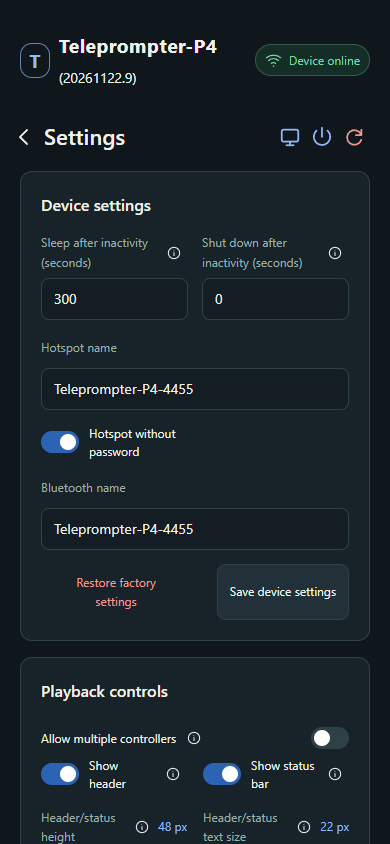 T
Teleprompter-P4
(20261122.9)
Device online
Settings
Device settings
Sleep after inactivity
(seconds)
Shut down after
inactivity (seconds)
300
0
Hotspot name
Teleprompter-P4-4455
Hotspot without
password
Bluetooth name
Teleprompter-P4-4455
Restore factory
settings
Save device settings
Playback controls
Allow multiple controllers
Show
header
Show status
bar
Header/status
height
48 px
Header/status
text size
22 px